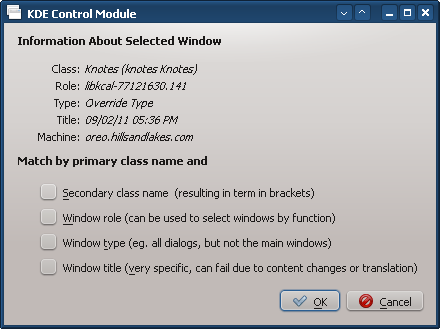 KDE Control Module
Information About Selected Window
Class: Knotes (knotes Knotes)
Role: libkcal-77121630.141
Type: Override Type
Title: 09/02/11 05:36 PM
Machine: oreo.hillsandlakes.com
Match by primary class name and
Secondary class name (resulting in term in brackets)
Window role (can be used to select windows by function)
Window type (eg. all dialogs, but not the main windows)
Window title (very specific, can fail due to content changes or translation)
OK
Cancel